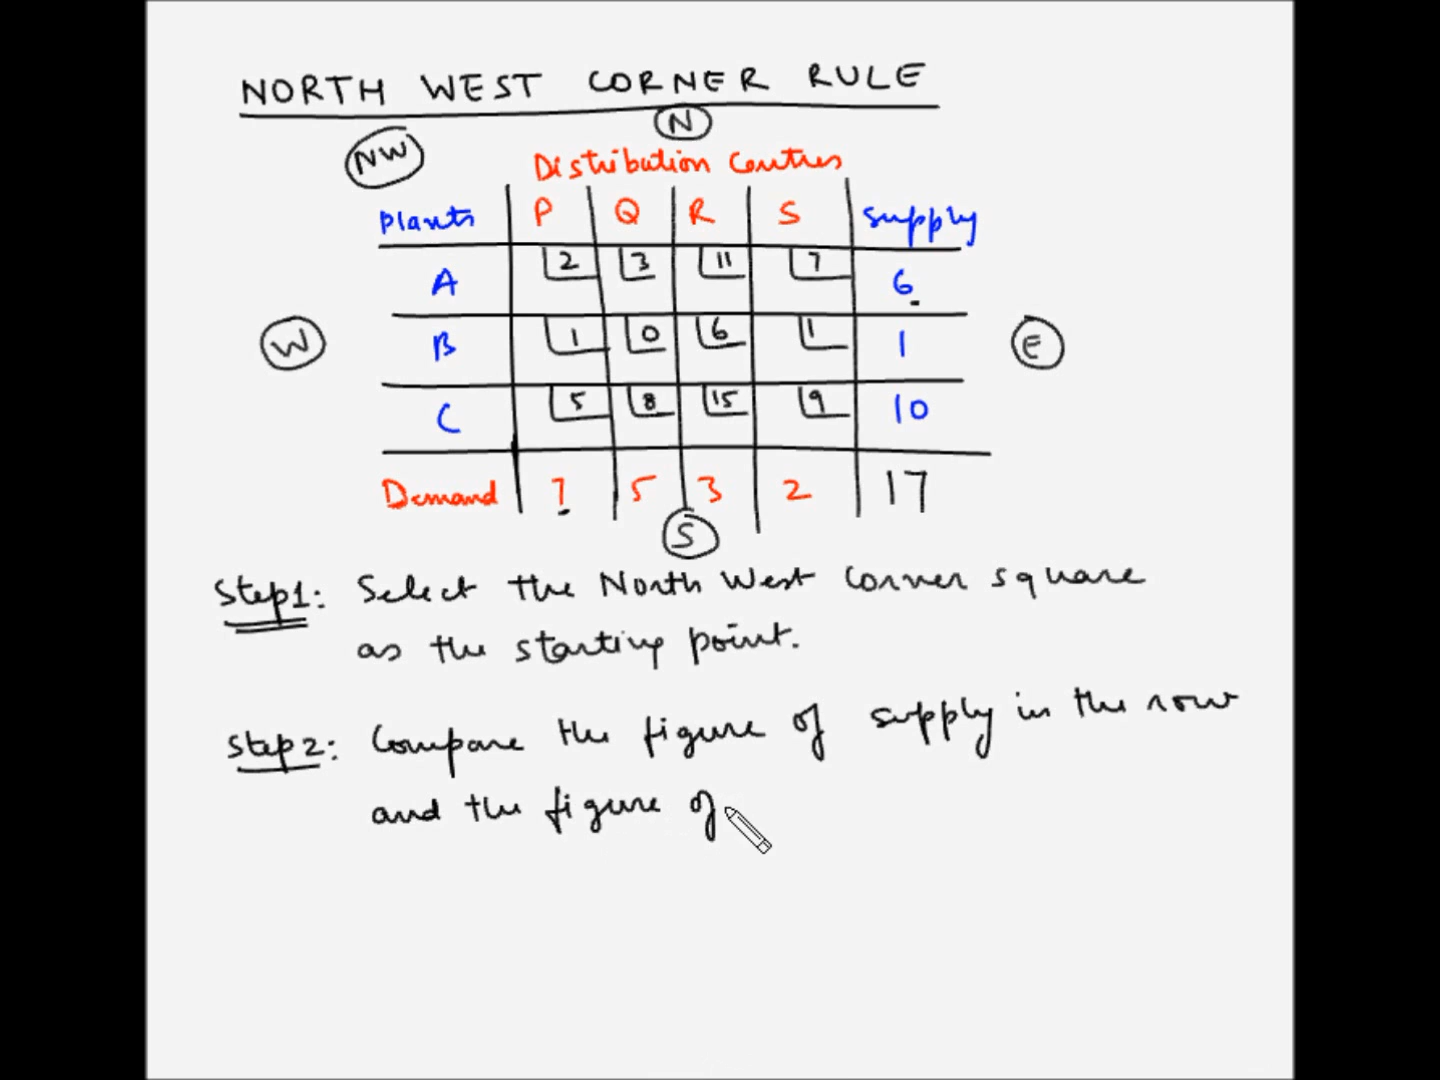 NORTH WEST CORNER RULE
N
NW
Distribution Centres
Plants P Q R S Supply
A 2 3 11 7 6
W B 1 0 6 1 1 E
C 5 8 15 9 10
Demand 7 5 3 2 17
S
Step1: Select the North West Corner square
as the starting point.
Step2: Compare the figure of supply in the row
and the figure of